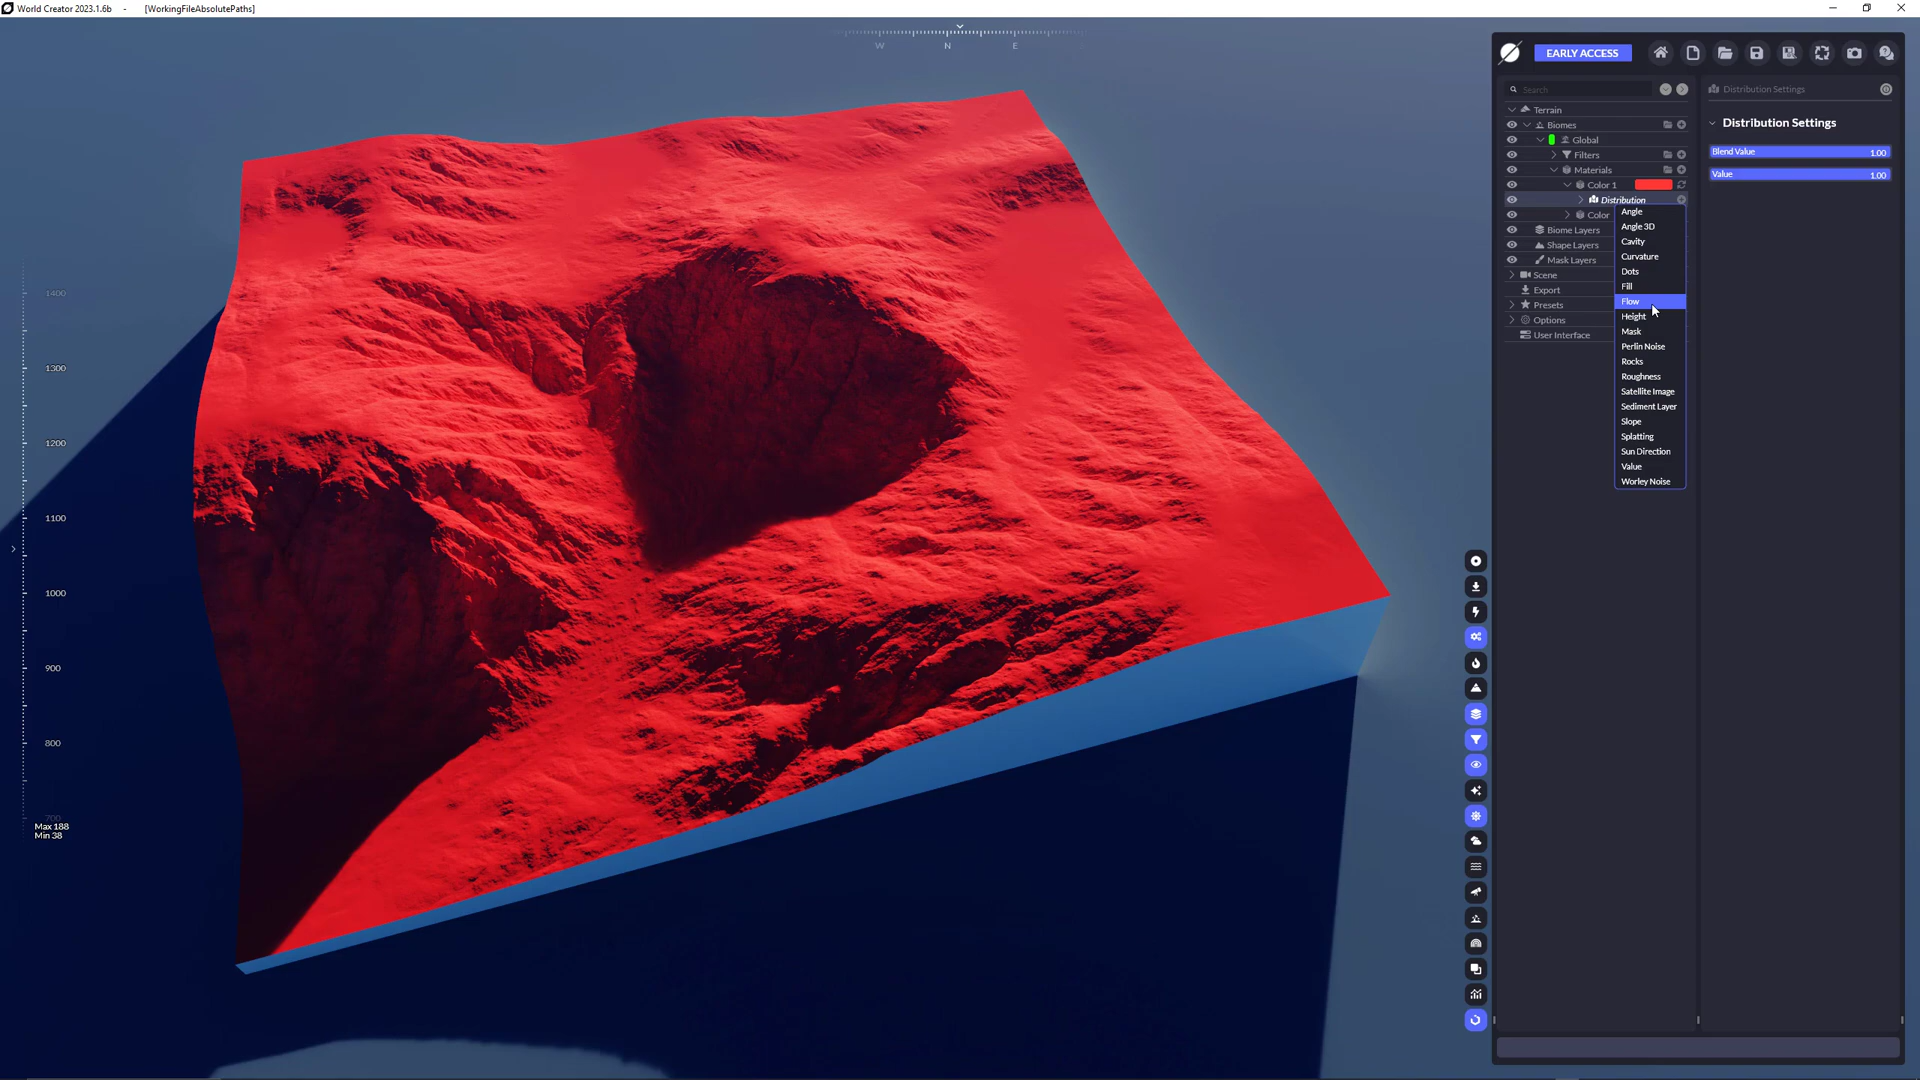 World Creator 2023.1.6b - [WorkingFileAbsolutePaths]
W N E
EARLY ACCESS
Search
Terrain
Biomes
Global
Filters
Materials
Color 1
Distribution
Color
Biome Layers
Shape Layers
Mask Layers
Scene
Export
Presets
Options
User Interface
Angle
Angle 3D
Cavity
Curvature
Dots
Fill
Flow
Height
Mask
Perlin Noise
Rocks
Roughness
Satellite Image
Sediment Layer
Slope
Splatting
Sun Direction
Value
Worley Noise
Distribution Settings
Distribution Settings
Blend Value 1.00
Value 1.00
1400
1300
1200
1100
1000
900
800
700
Max 188
Min 38